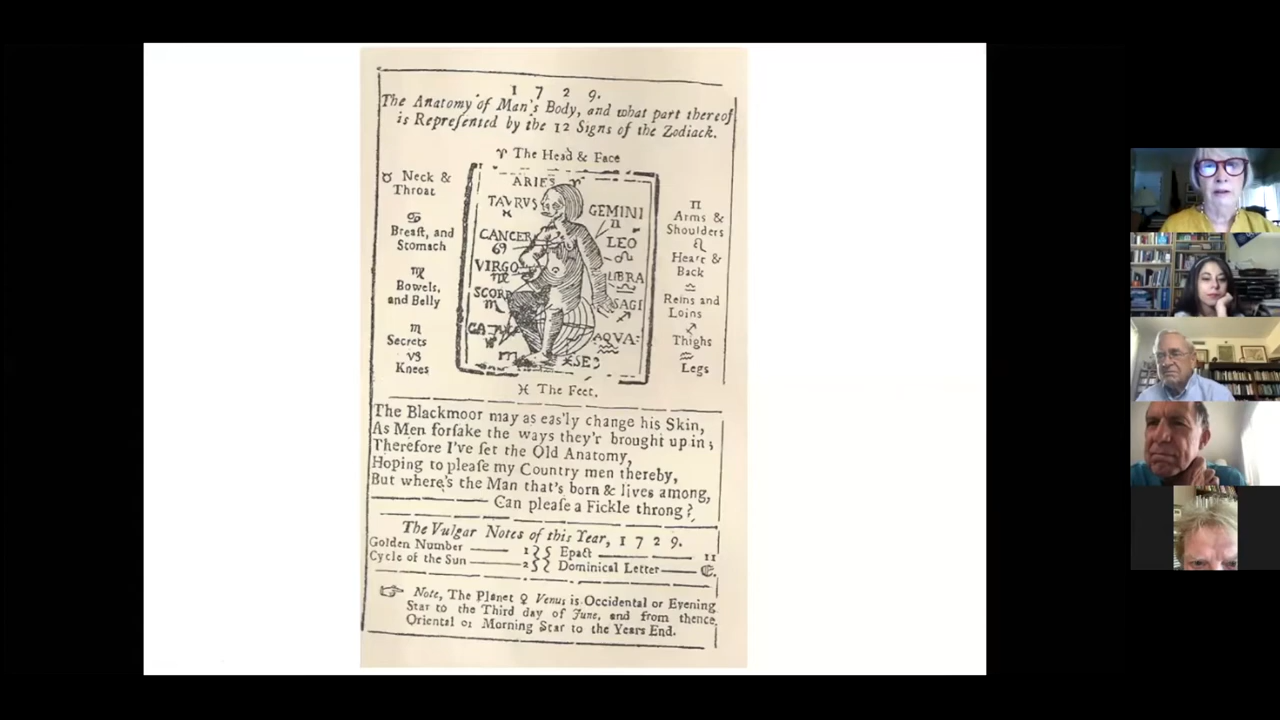 1 7 2 9.
The Anatomy of Man's Body, and what part thereof
is Repreſented by the 12 Signs of the Zodiack.
♈ The Head & Face
♉ Neck &
Throat
♋
Breaſt, and
Stomach
♍
Bowels,
and Belly
♏
Secrets
♑
Knees
ARIES ♈
TAVRVS
GEMINI
♊
CANCER
69
LEO
♌
VIRGO
♍
LIBRA
♎
SCORP
♏
SAGI
♐
AQVA:
♒
♊
Arms &
Shoulders
♌
Heart &
Back
♎
Reins and
Loins
♐
Thighs
♒
Legs
♓ The Feet.
The Blackmoor may as eas'ly change his Skin,
As Men forſake the ways they'r brought up in;
Therefore I've ſet the Old Anatomy,
Hoping to pleaſe my Country men thereby,
But where's the Man that's born & lives among,
Can pleaſe a Fickle throng?
The Vulgar Notes of this Year, 1 7 2 9.
Golden Number 1 Epact 11
Cycle of the Sun 2 Dominical Letter E.
☞ Note, The Planet ♀ Venus is Occidental or Evening
Star to the Third day of June, and from thence
Oriental or Morning Star to the Years End.